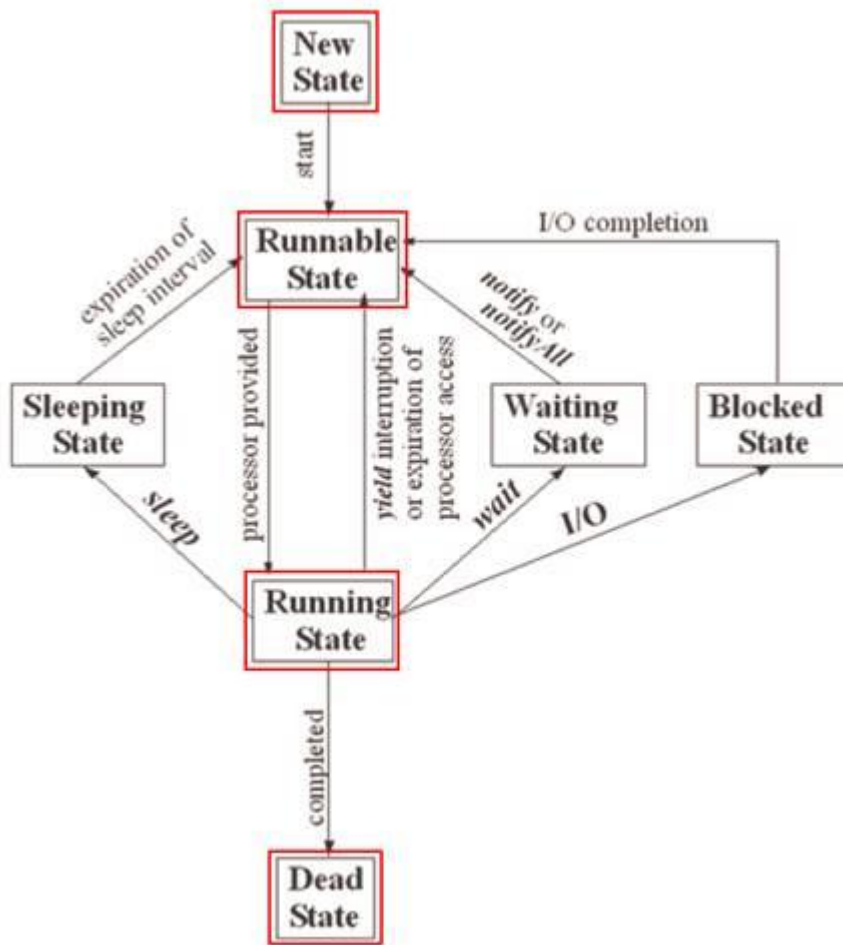 New
State
start
Runnable
State
I/O completion
expiration of
sleep interval
notify or
notifyAll
processor provided
yield interruption
or expiration of
processor access
Sleeping
State
Waiting
State
Blocked
State
sleep
wait
I/O
Running
State
completed
Dead
State